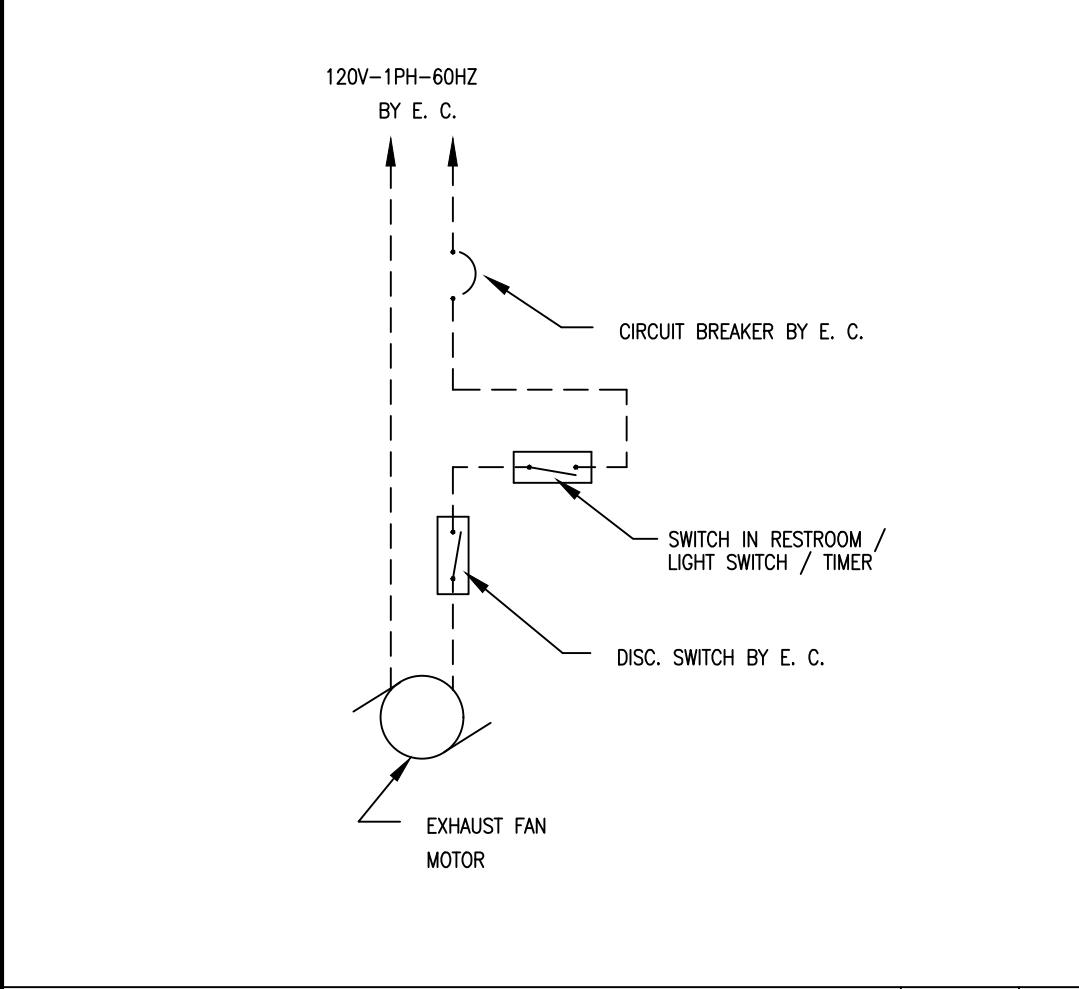 120V-1PH-60HZ
BY E. C.
CIRCUIT BREAKER BY E. C.
SWITCH IN RESTROOM /
LIGHT SWITCH / TIMER
DISC. SWITCH BY E. C.
EXHAUST FAN
MOTOR